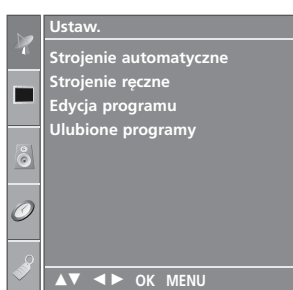 Ustaw.
Strojenie automatyczne
Strojenie ręczne
Edycja programu
Ulubione programy
▲▼ ◄► OK MENU